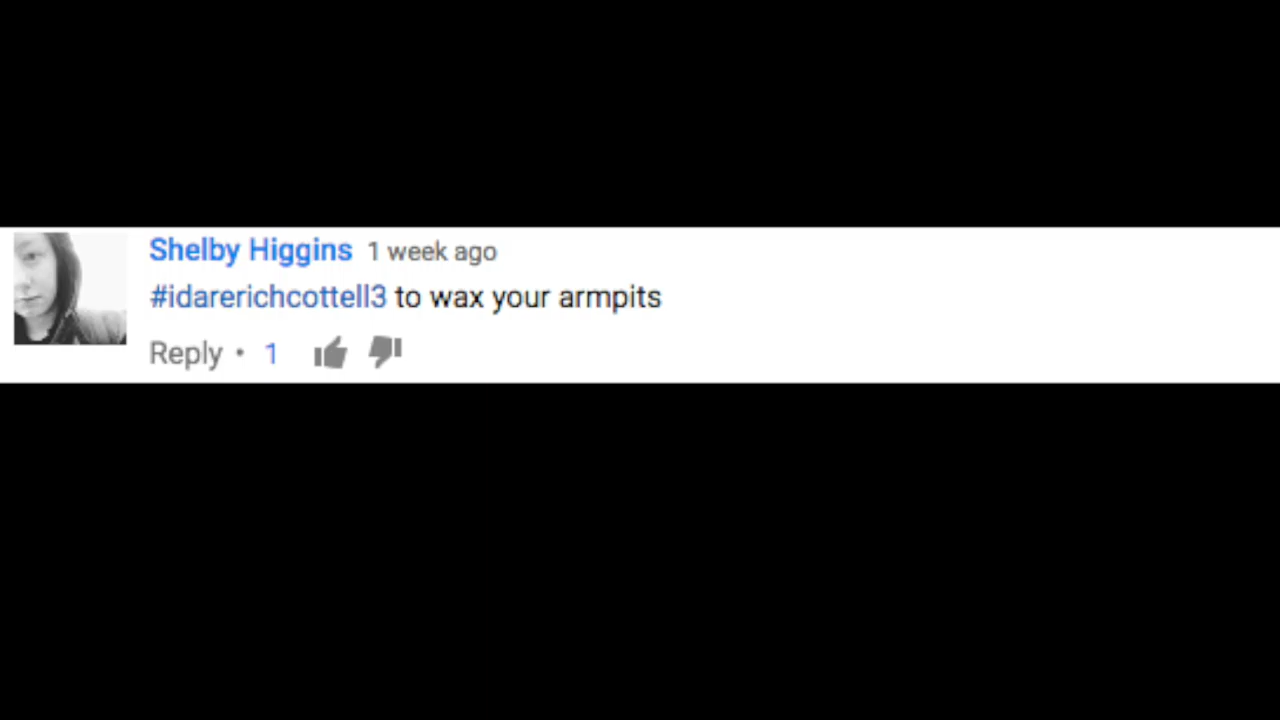 Shelby Higgins 1 week ago
#idarerichcottell3 to wax your armpits
Reply • 1